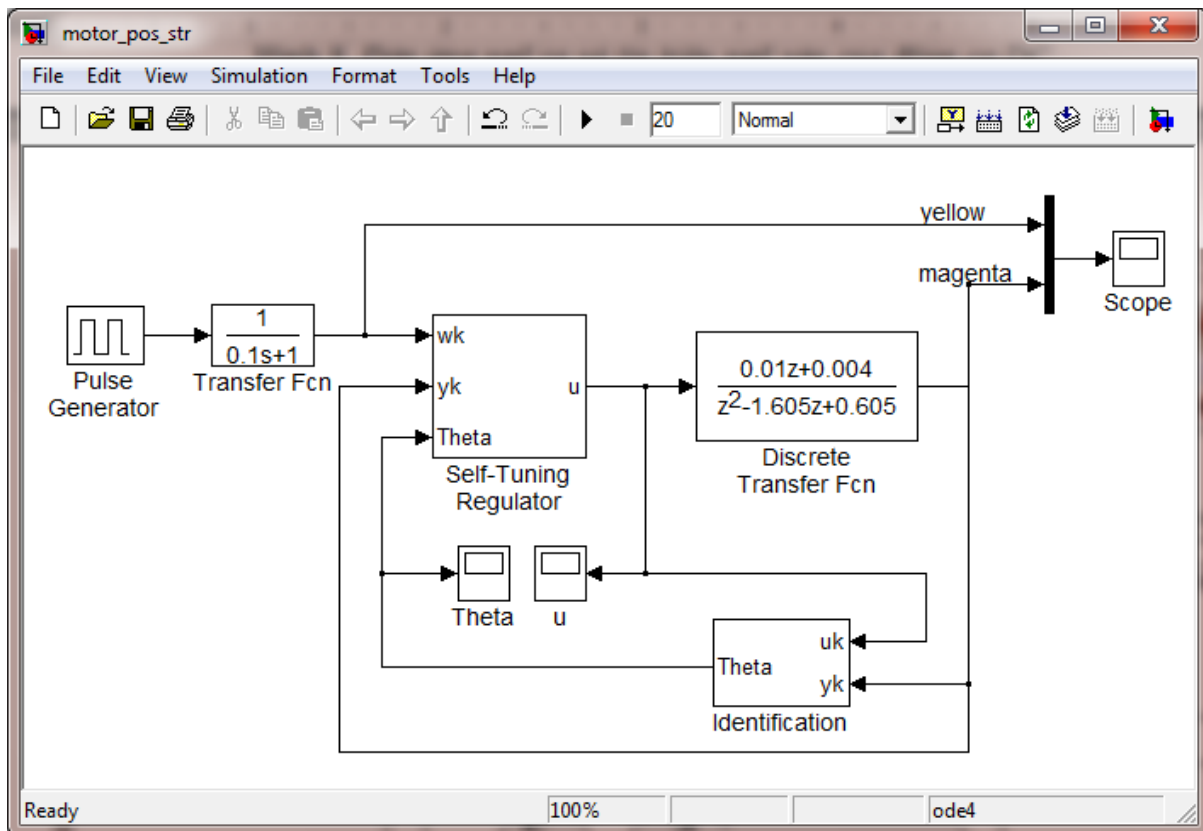 motor_pos_str
File Edit View Simulation Format Tools Help
20 Normal
yellow
magenta
Scope
Pulse
Generator
1
0.1s+1
Transfer Fcn
wk
yk
Theta
u
Self-Tuning
Regulator
0.01z+0.004
z2-1.605z+0.605
Discrete
Transfer Fcn
Theta
u
uk
Theta
yk
Identification
Ready 100% ode4